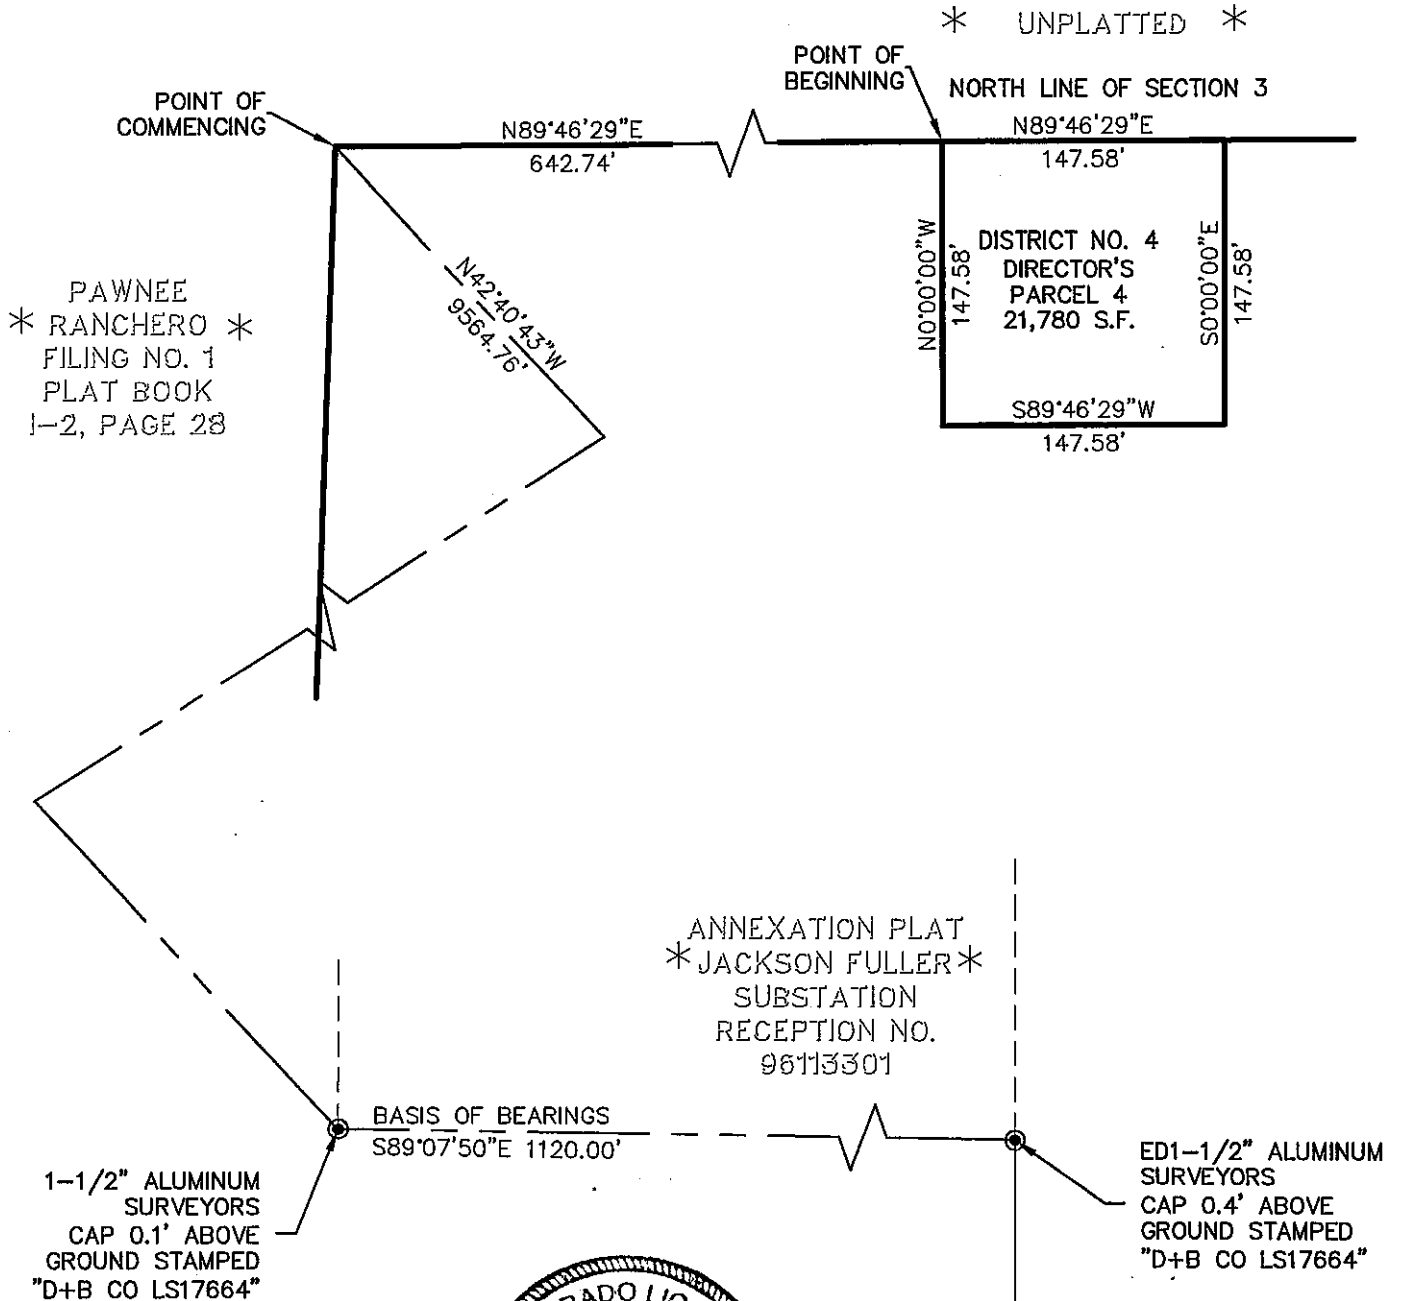 * UNPLATTED *
POINT OF
BEGINNING
NORTH LINE OF SECTION 3
POINT OF
COMMENCING
N89°46'29"E
642.74'
N89°46'29"E
147.58'
N0°00'00"W
147.58'
DISTRICT NO. 4
DIRECTOR'S
PARCEL 4
21,780 S.F.
S0°00'00"E
147.58'
S89°46'29"W
147.58'
N42°40'43"W
9564.76'
PAWNEE
* RANCHERO *
FILING NO. 1
PLAT BOOK
I-2, PAGE 28
ANNEXATION PLAT
* JACKSON FULLER *
SUBSTATION
RECEPTION NO.
96113301
BASIS OF BEARINGS
S89°07'50"E 1120.00'
1-1/2" ALUMINUM
SURVEYORS
CAP 0.1' ABOVE
GROUND STAMPED
"D+B CO LS17664"
ED1-1/2" ALUMINUM
SURVEYORS
CAP 0.4' ABOVE
GROUND STAMPED
"D+B CO LS17664"